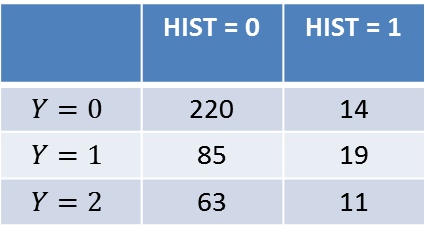 HIST = 0 HIST = 1
Y = 0 220 14
Y = 1 85 19
Y = 2 63 11